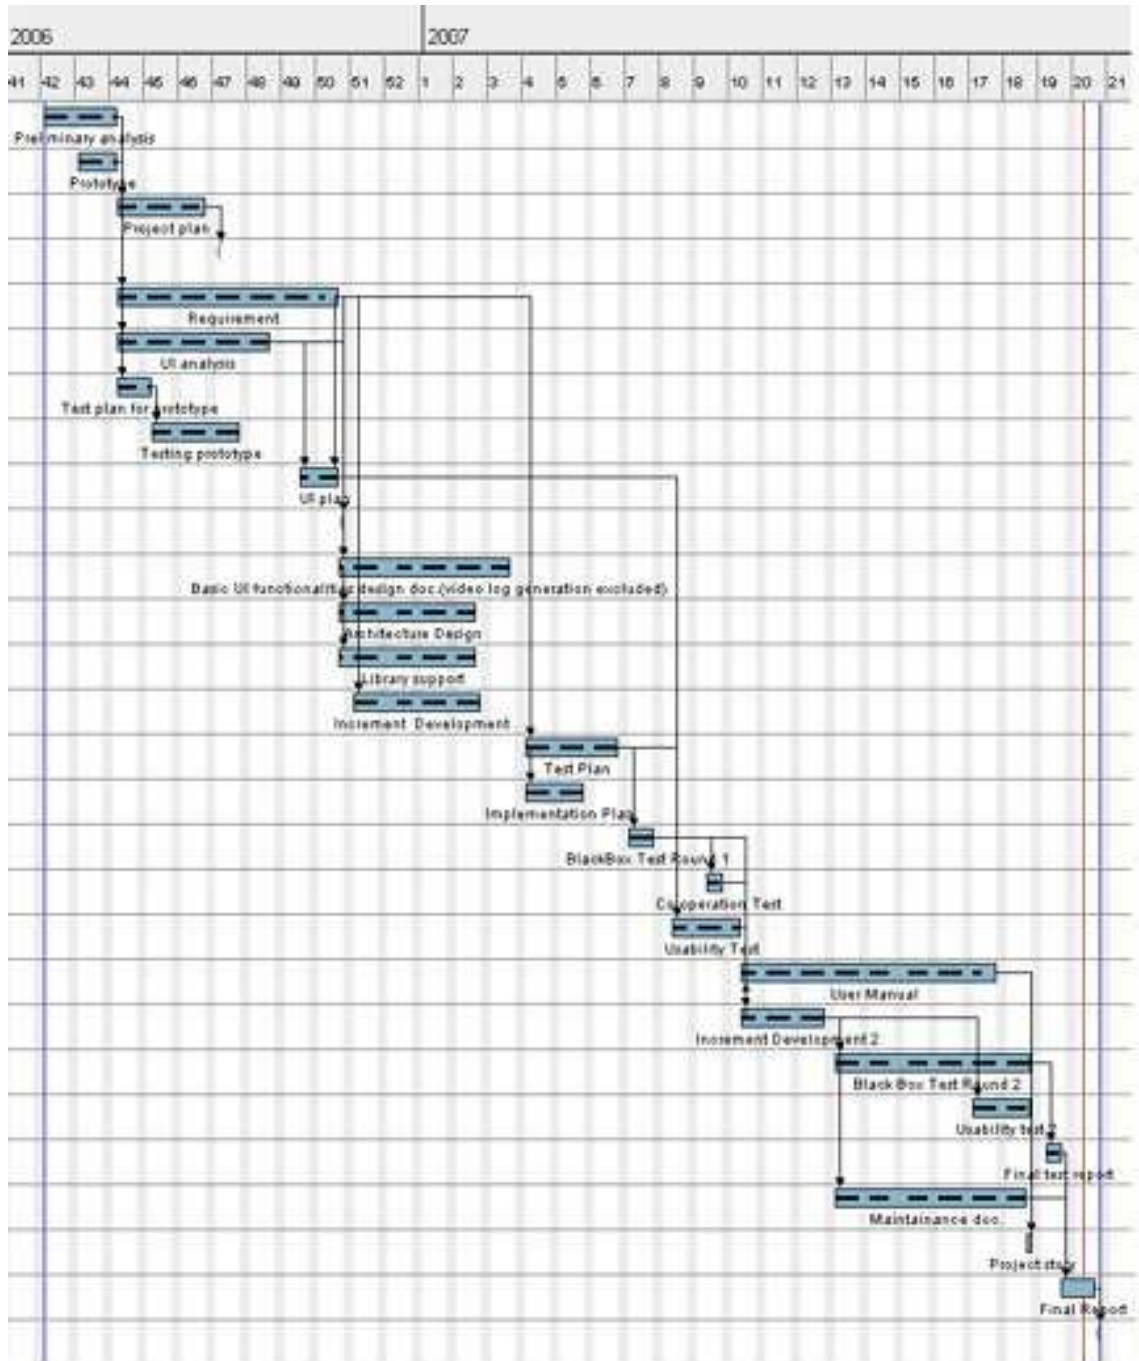 2006 2007
41 42 43 44 45 46 47 48 49 50 51 52 1 2 3 4 5 6 7 8 9 10 11 12 13 14 15 16 17 18 19 20 21
Preliminary analysis
Prototype
Project plan
Requirement
UI analysis
Test plan for prototype
Testing prototype
UI plan
Basic UI functionalities design doc.(video log generation excluded)
Architecture Design
Library support
Increment Development
Test Plan
Implementation Plan
BlackBox Test Round 1
Co-operation Test
Usability Test
User Manual
Increment Development 2
Black Box Test Round 2
Usability test 2
Final test report
Maintainance doc.
Project story
Final Report